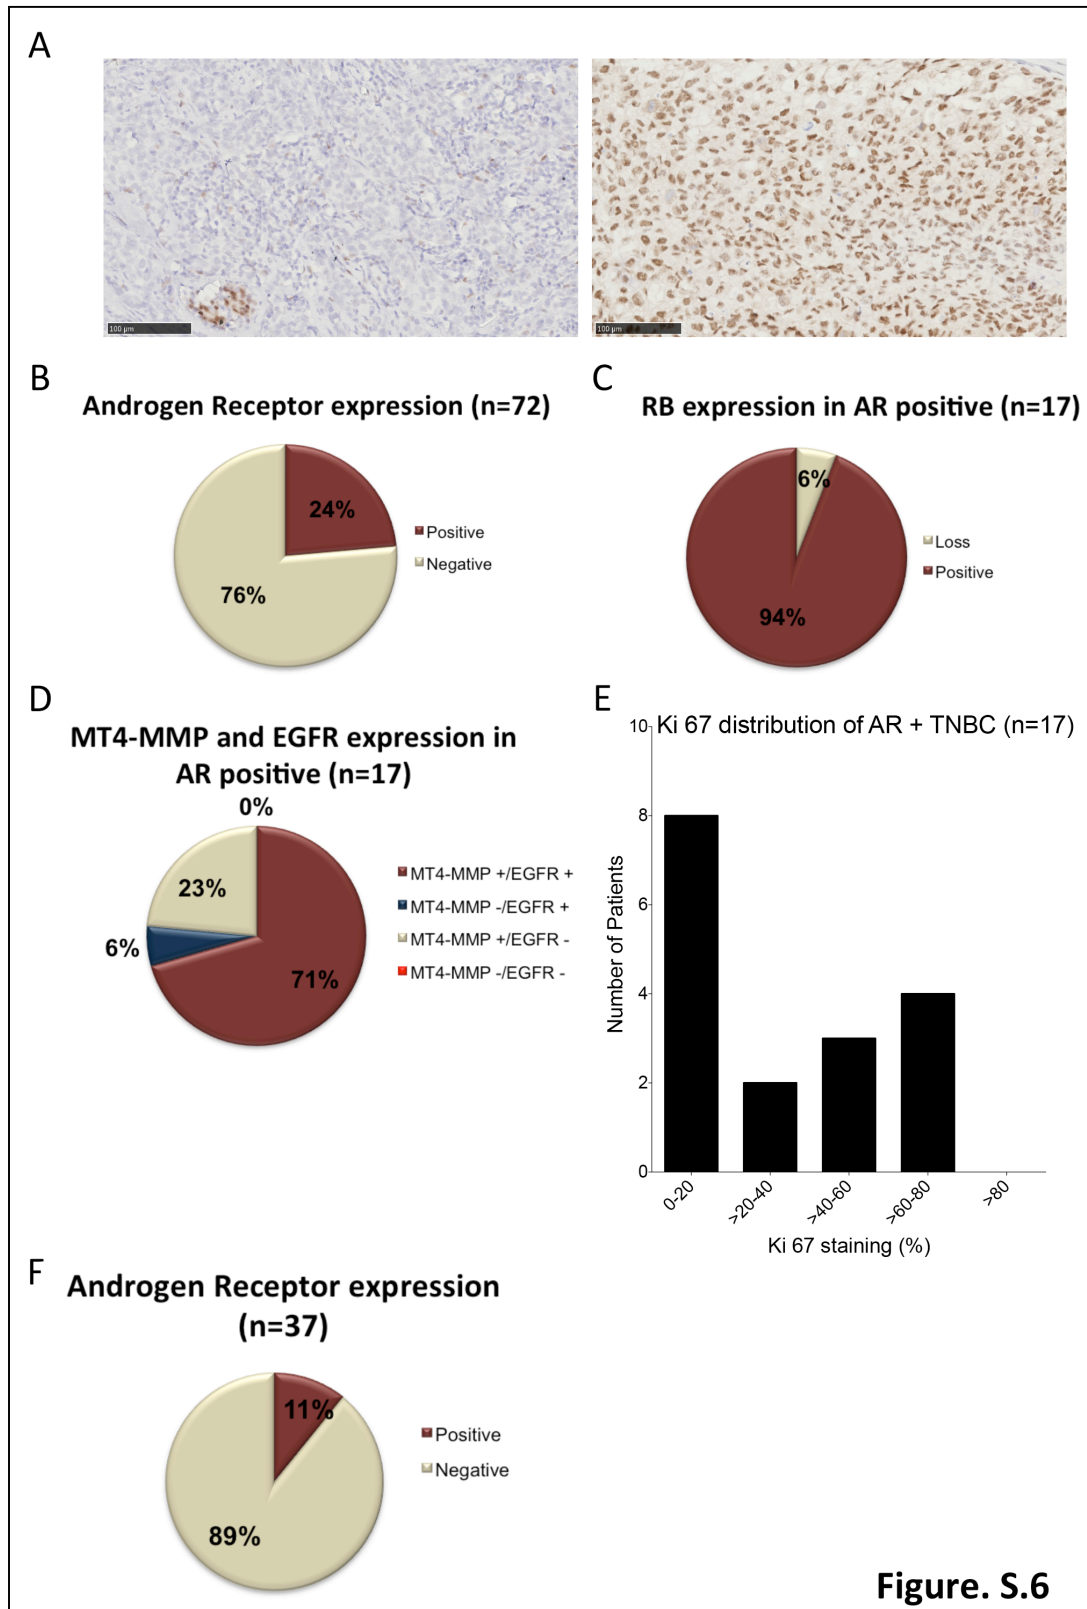 A
100 µm
100 µm
B
Androgen Receptor expression (n=72)
24%
76%
Positive
Negative
C
RB expression in AR positive (n=17)
6%
94%
Loss
Positive
D
MT4-MMP and EGFR expression in
AR positive (n=17)
0%
23%
6%
71%
MT4-MMP +/EGFR +
MT4-MMP -/EGFR +
MT4-MMP +/EGFR -
MT4-MMP -/EGFR -
E
Ki 67 distribution of AR + TNBC (n=17)
10
8
6
4
2
0
Number of Patients
0-20
>20-40
>40-60
>60-80
>80
Ki 67 staining (%)
F
Androgen Receptor expression
(n=37)
11%
89%
Positive
Negative
Figure. S.6